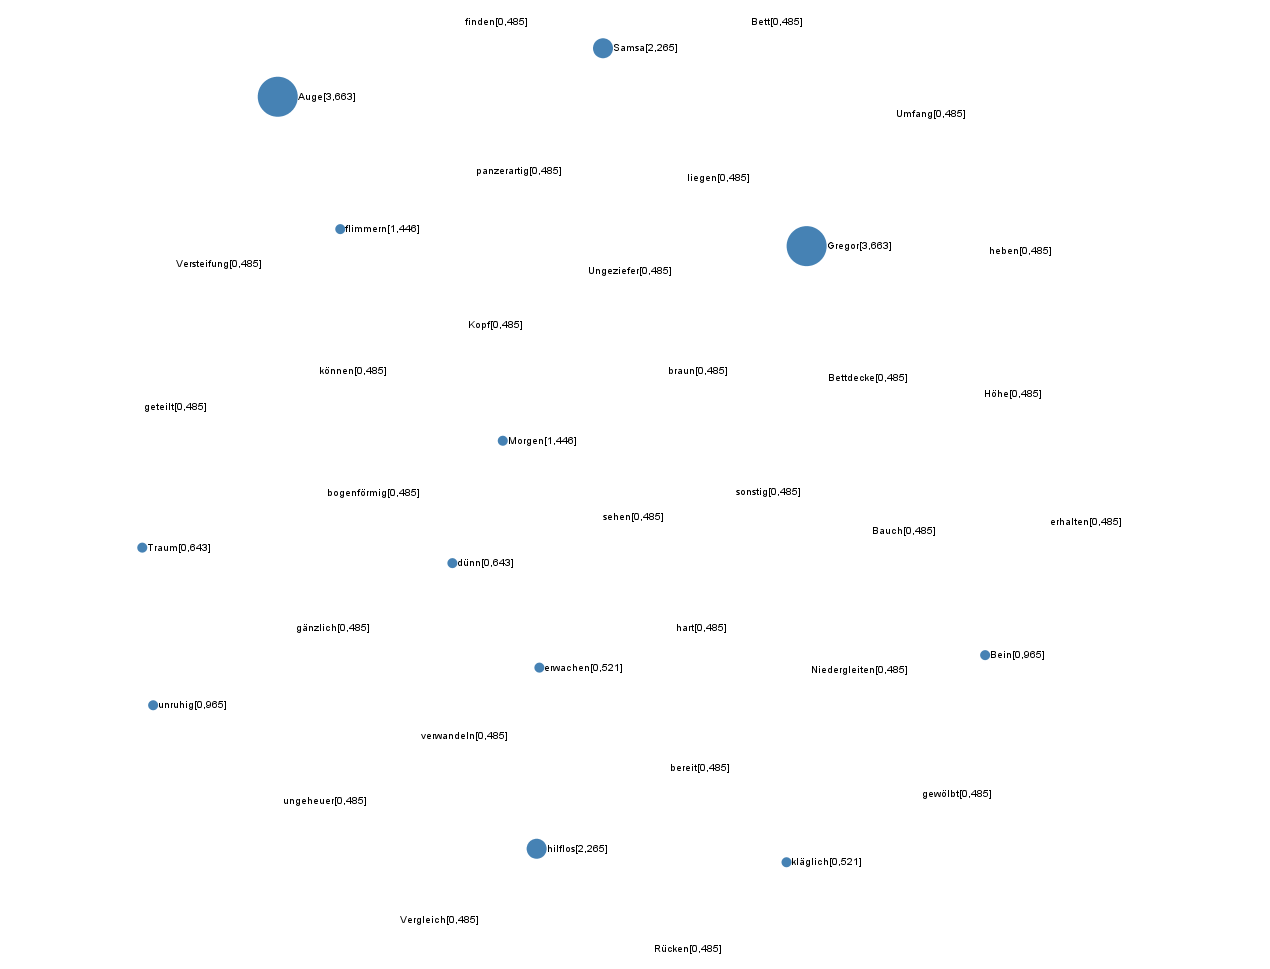 finden[0,485]
Bett[0,485]
Samsa[2,265]
Auge[3,663]
Umfang[0,485]
panzerartig[0,485]
liegen[0,485]
flimmern[1,446]
Gregor[3,663]
heben[0,485]
Versteifung[0,485]
Ungeziefer[0,485]
Kopf[0,485]
können[0,485]
braun[0,485]
Bettdecke[0,485]
Höhe[0,485]
geteilt[0,485]
Morgen[1,446]
bogenförmig[0,485]
sonstig[0,485]
sehen[0,485]
erhalten[0,485]
Bauch[0,485]
Traum[0,643]
dünn[0,643]
gänzlich[0,485]
hart[0,485]
Bein[0,965]
erwachen[0,521]
Niedergleiten[0,485]
unruhig[0,965]
verwandeln[0,485]
bereit[0,485]
gewölbt[0,485]
ungeheuer[0,485]
hilflos[2,265]
kläglich[0,521]
Vergleich[0,485]
Rücken[0,485]